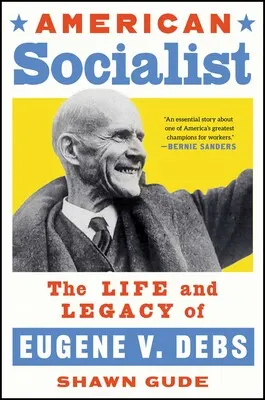 AMERICAN
Socialist
"An essential story about
one of America's greatest
champions for workers."
—BERNIE SANDERS
The LIFE and
LEGACY of
EUGENE V. DEBS
SHAWN GUDE